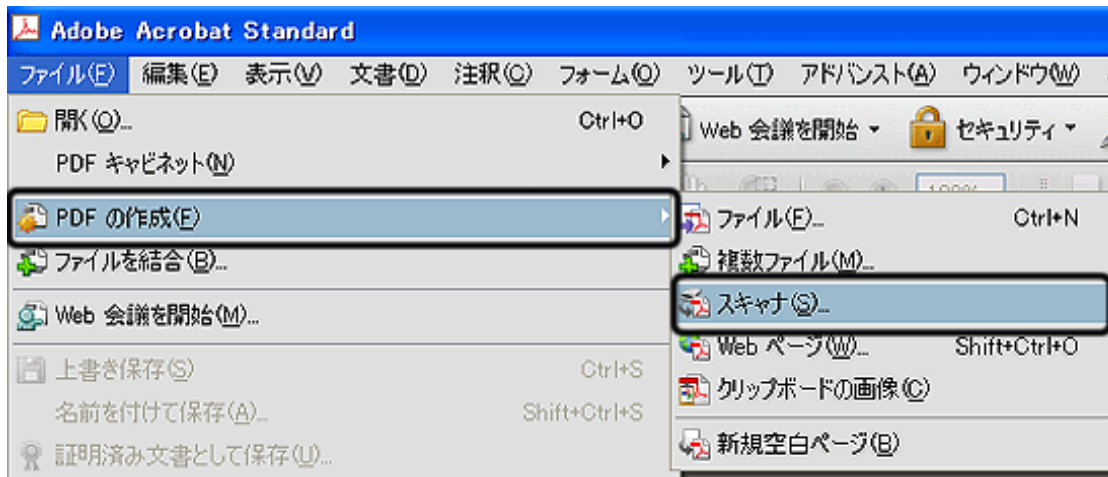 Adobe Acrobat Standard
ファイル(F) 編集(E) 表示(V) 文書(D) 注釈(C) フォーム(O) ツール(T) アドバンスト(A) ウィンドウ(W)
開く(O)... Ctrl+O
Web 会議を開始 セキュリティ
PDF キャビネット(N)
PDF の作成(F)
ファイル(F)... Ctrl+N
ファイルを結合(B)...
複数ファイル(M)...
スキャナ(S)...
Web 会議を開始(M)...
Web ページ(W)... Shift+Ctrl+O
上書き保存(S) Ctrl+S
クリップボードの画像(C)
名前を付けて保存(A)... Shift+Ctrl+S
新規空白ページ(B)
証明済み文書として保存(U)...